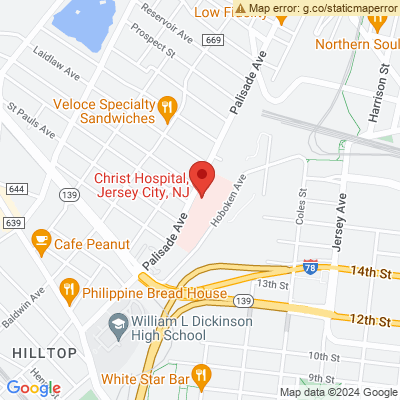 Map error: g.co/staticmaperror
Low Fidelity
Reservoir Ave
669
Prospect St
Laidlaw Ave
Northern Soul
Palisade Ave
Harrison St
Veloce Specialty
Sandwiches
St Pauls Ave
Christ Hospital,
Jersey City, NJ
644
139
639
Hoboken Ave
Coles St
Jersey Ave
Palisade Ave
Cafe Peanut
78
14th St
13th St
Baldwin Ave
Philippine Bread House
139
12th St
William L Dickinson
High School
HILLTOP
10th St
White Star Bar
9th St
Google
Map data ©2024 Google